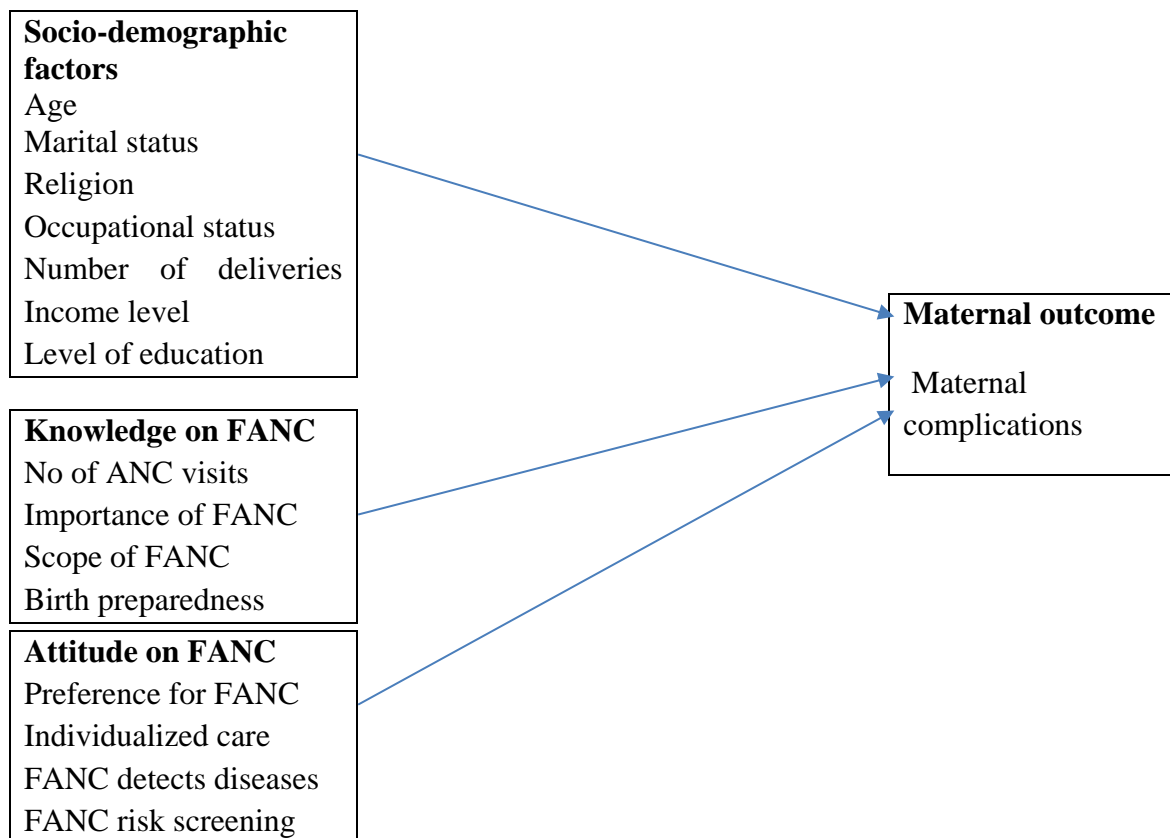 Socio-demographic
factors
Age
Marital status
Religion
Occupational status
Number of deliveries
Income level
Level of education
Knowledge on FANC
No of ANC visits
Importance of FANC
Scope of FANC
Birth preparedness
Attitude on FANC
Preference for FANC
Individualized care
FANC detects diseases
FANC risk screening
Maternal outcome
Maternal
complications